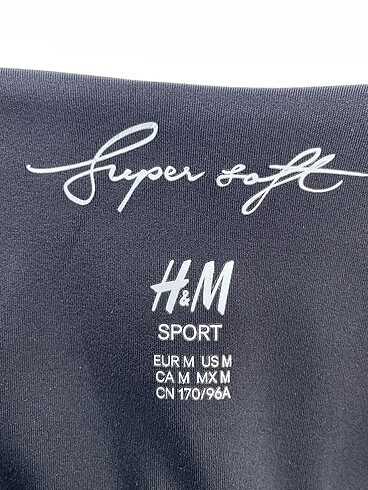 Super soft
H&M
SPORT
EUR M US M
CA M MX M
CN 170/96A